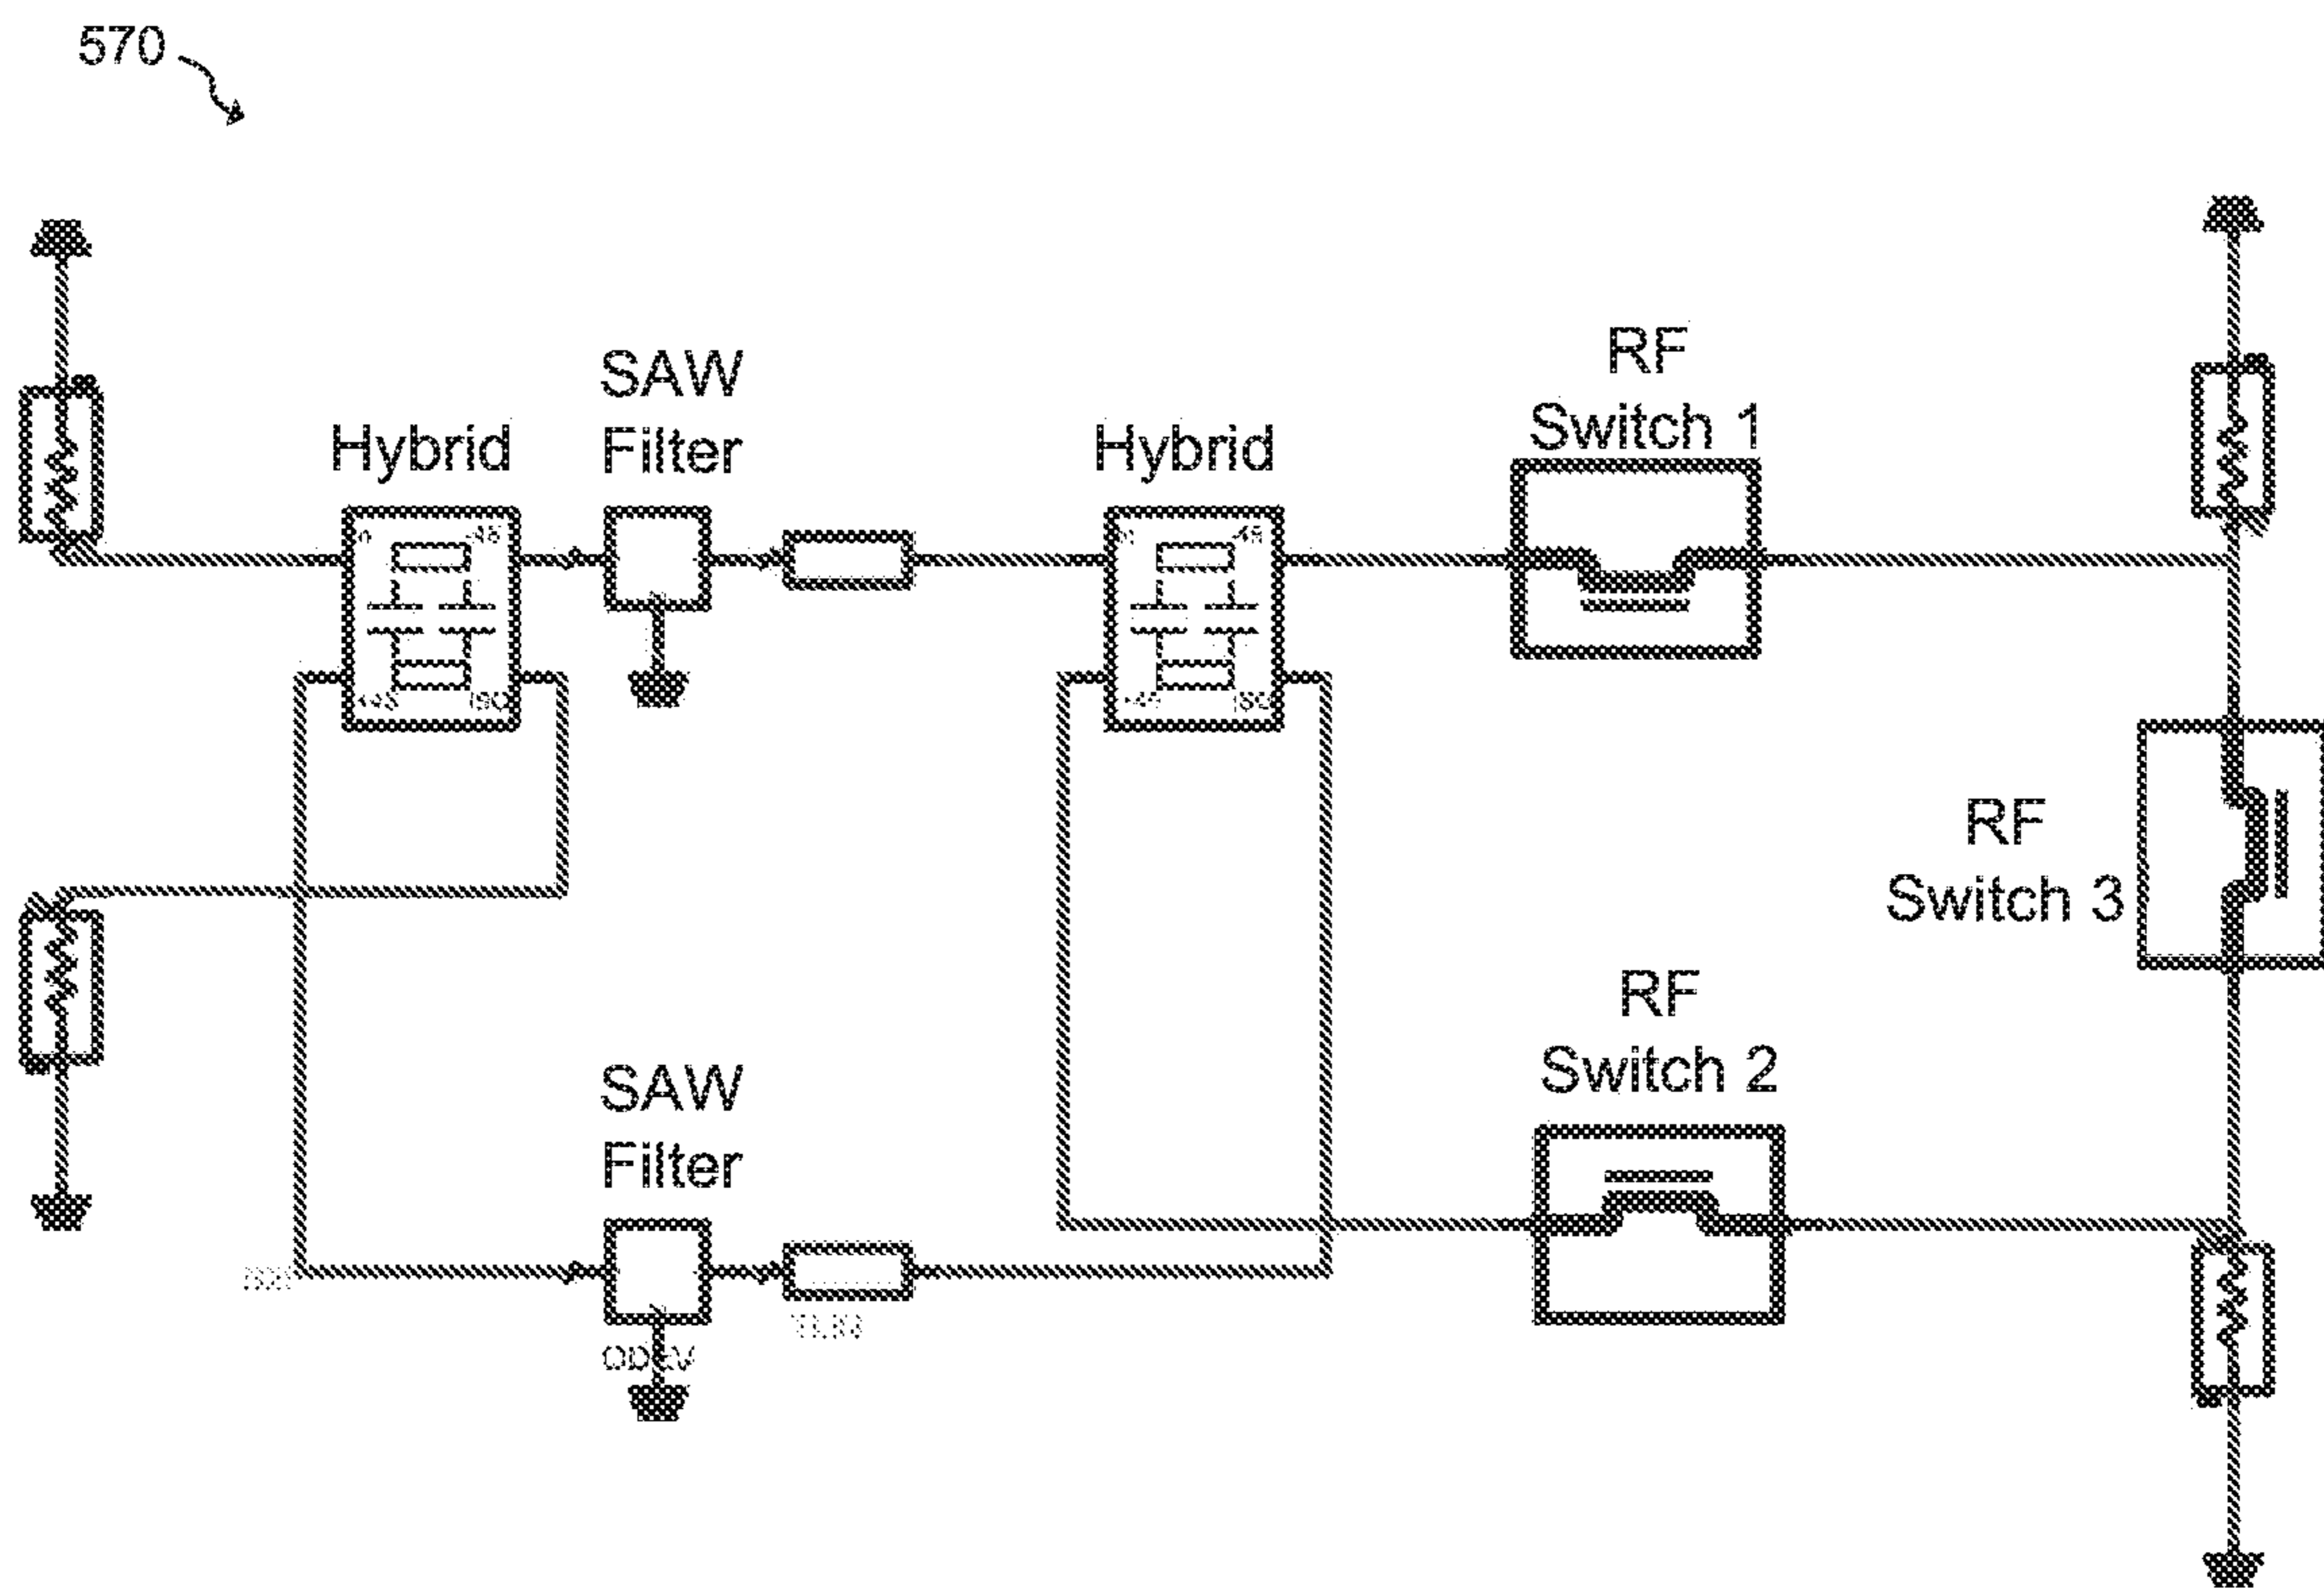 570
SAW
Filter
Hybrid
Hybrid
RF
Switch 1
RF
Switch 3
RF
Switch 2
SAW
Filter